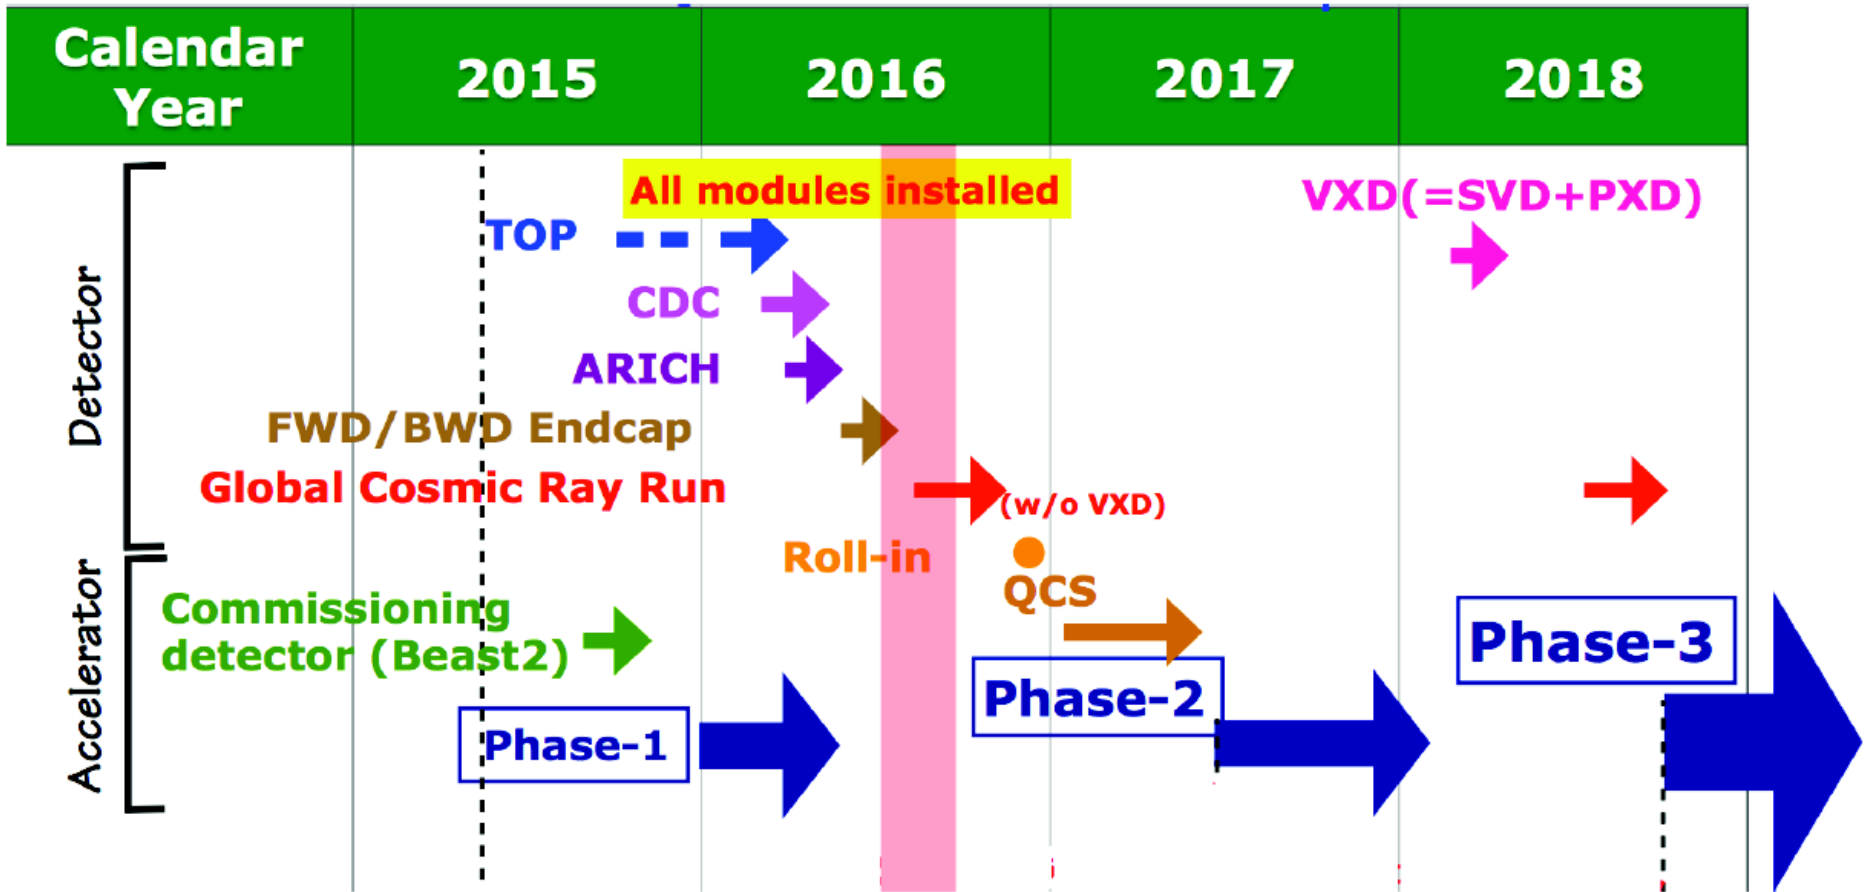 Calendar
Year
2015
2016
2017
2018
Detector
All modules installed
VXD(=SVD+PXD)
TOP
CDC
ARICH
FWD/BWD Endcap
Global Cosmic Ray Run
(w/o VXD)
Roll-in
QCS
Accelerator
Commissioning
detector (Beast2)
Phase-1
Phase-2
Phase-3